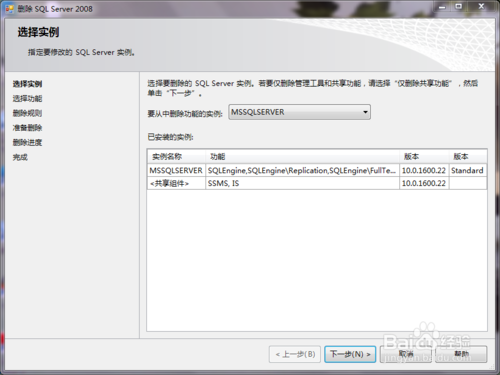 删除 SQL Server 2008
选择实例
指定要修改的 SQL Server 实例。
选择实例
选择功能
删除规则
准备删除
删除进度
完成
选择要删除的 SQL Server 实例。若要仅删除管理工具和共享功能，请选择“仅删除共享功能”，然后
单击“下一步”。
要从中删除功能的实例: MSSQLSERVER
已安装的实例:
实例名称 功能 版本 版本
MSSQLSERVER SQLEngine,SQLEngine\Replication,SQLEngine\FullTe... 10.0.1600.22 Standard
<共享组件> SSMS, IS 10.0.1600.22
< 上一步(B) 下一步(N) > 取消 帮助
Baidu 经验
jingyan.baidu.com